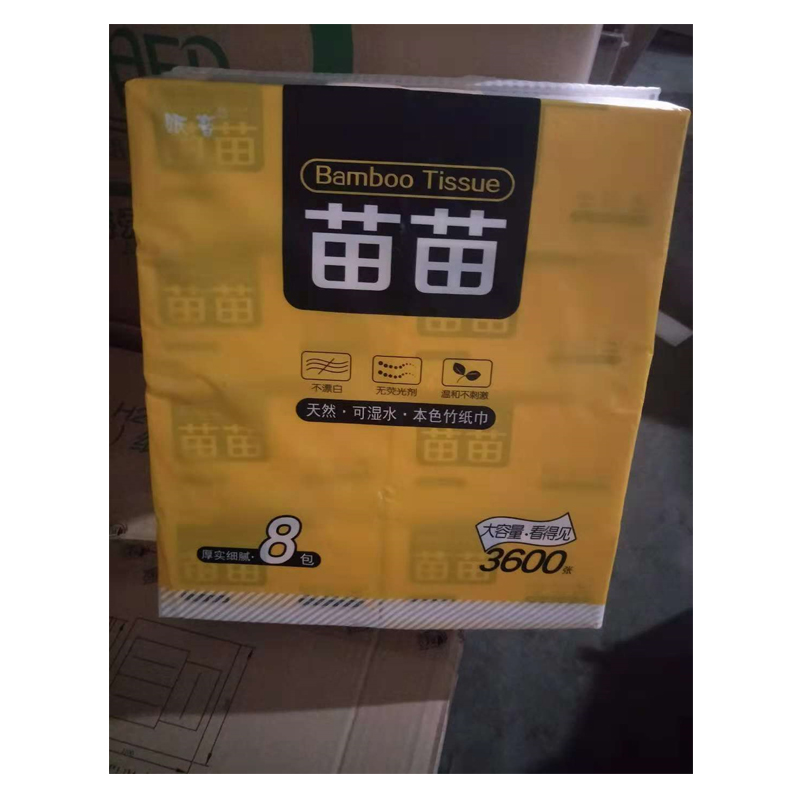 Bamboo Tissue
苗苗
不漂白
无荧光剂
温和不刺激
天然·可湿水·本色竹纸巾
大容量·看得见
3600张
厚实细腻·8包
苗苗
苗苗
苗苗
苗苗
苗苗